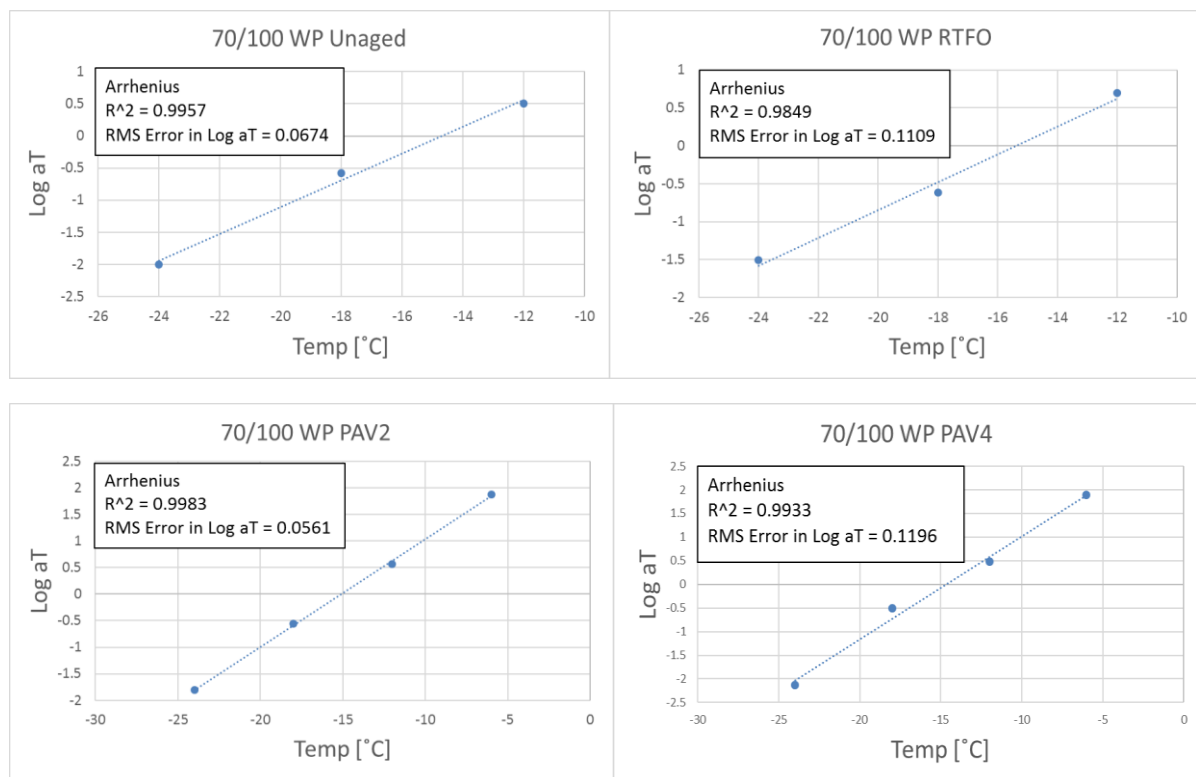 70/100 WP Unaged
Arrhenius
R^2 = 0.9957
RMS Error in Log aT = 0.0674
1
0.5
0
-0.5
-1
-1.5
-2
-2.5
Log aT
-26 -24 -22 -20 -18 -16 -14 -12 -10
Temp [˚C]
70/100 WP RTFO
Arrhenius
R^2 = 0.9849
RMS Error in Log aT = 0.1109
1
0.5
0
-0.5
-1
-1.5
-2
Log aT
-26 -24 -22 -20 -18 -16 -14 -12 -10
Temp [˚C]
70/100 WP PAV2
Arrhenius
R^2 = 0.9983
RMS Error in Log aT = 0.0561
2.5
2
1.5
1
0.5
0
-0.5
-1
-1.5
-2
Log aT
-30 -25 -20 -15 -10 -5 0
Temp [˚C]
70/100 WP PAV4
Arrhenius
R^2 = 0.9933
RMS Error in Log aT = 0.1196
2.5
2
1.5
1
0.5
0
-0.5
-1
-1.5
-2
-2.5
Log aT
-30 -25 -20 -15 -10 -5 0
Temp [˚C]